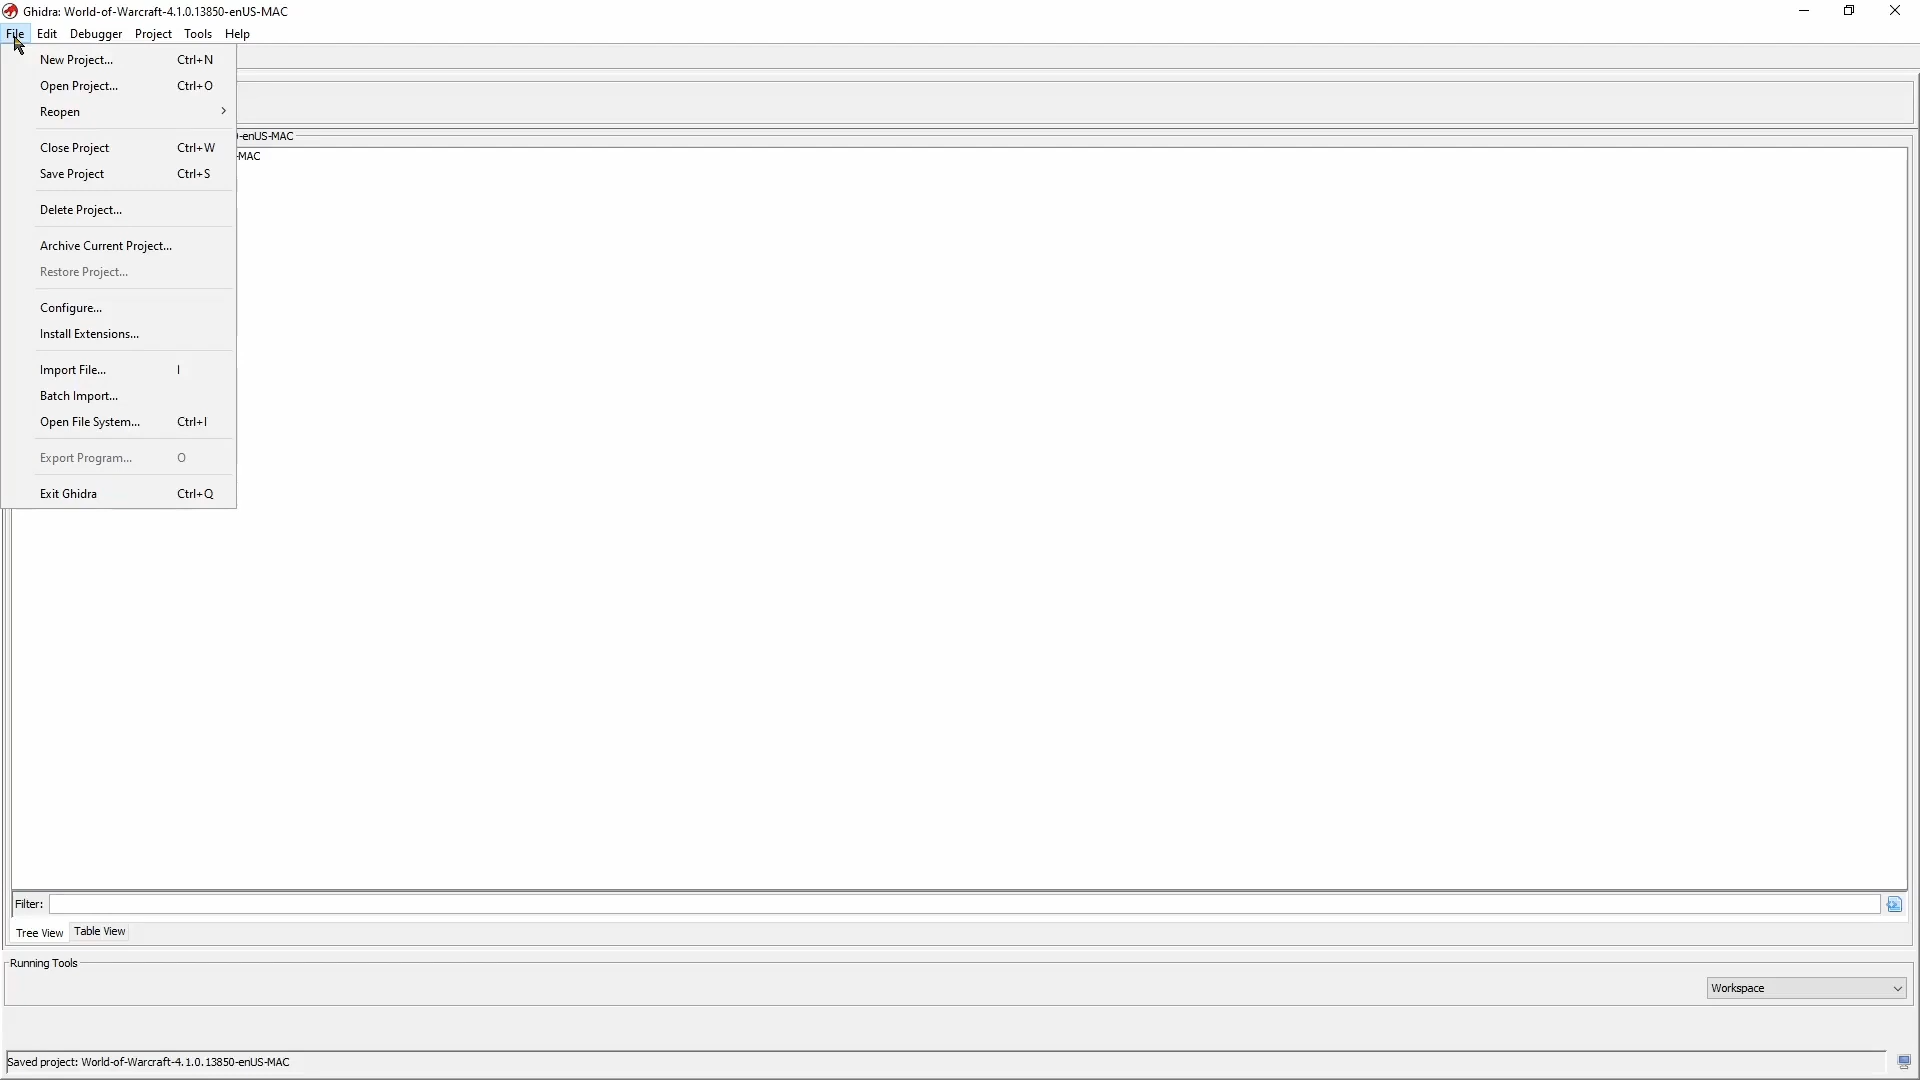 Ghidra: World-of-Warcraft-4.1.0.13850-enUS-MAC
File Edit Debugger Project Tools Help
New Project... Ctrl+N
Open Project... Ctrl+O
Reopen
-enUS-MAC
Close Project Ctrl+W
-MAC
Save Project Ctrl+S
Delete Project...
Archive Current Project...
Restore Project...
Configure...
Install Extensions...
Import File... I
Batch Import...
Open File System... Ctrl+I
Export Program... O
Exit Ghidra Ctrl+Q
Filter:
Tree View Table View
Running Tools
Workspace
Saved project: World-of-Warcraft-4.1.0.13850-enUS-MAC